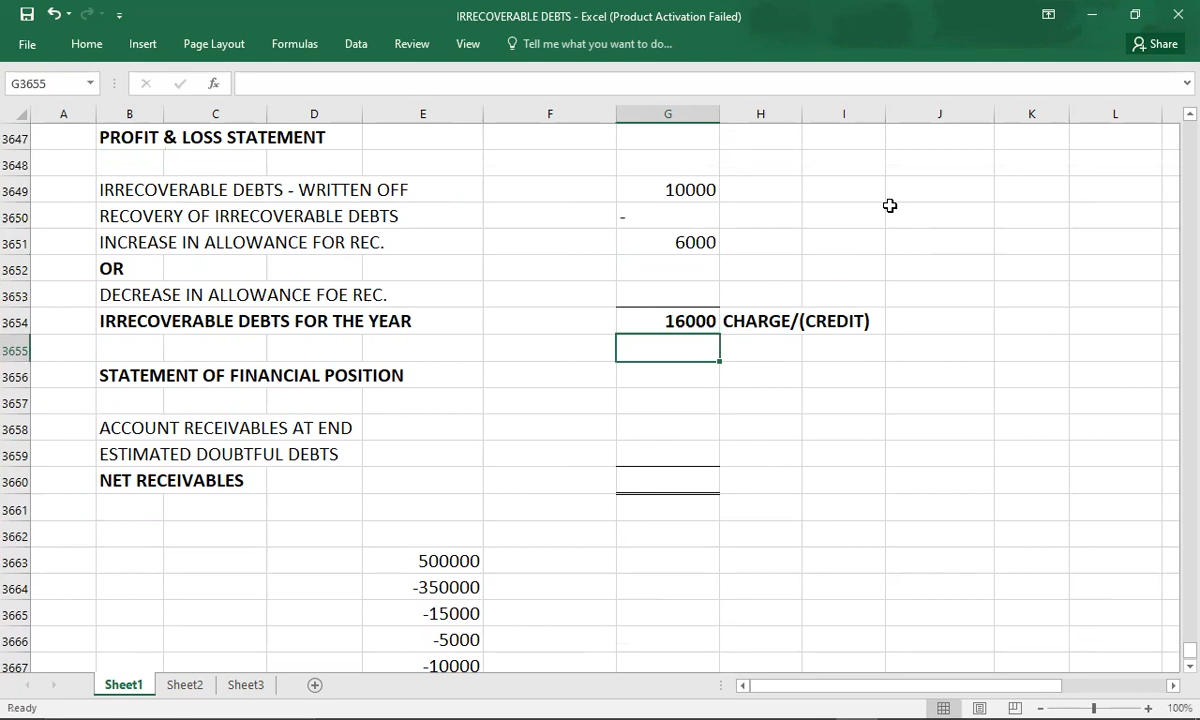 IRRECOVERABLE DEBTS - Excel (Product Activation Failed)
File Home Insert Page Layout Formulas Data Review View Tell me what you want to do... Share
G3655 fx
A B C D E F G H I J K L
3647 PROFIT & LOSS STATEMENT
3648
3649 IRRECOVERABLE DEBTS - WRITTEN OFF 10000
3650 RECOVERY OF IRRECOVERABLE DEBTS -
3651 INCREASE IN ALLOWANCE FOR REC. 6000
3652 OR
3653 DECREASE IN ALLOWANCE FOE REC.
3654 IRRECOVERABLE DEBTS FOR THE YEAR 16000 CHARGE/(CREDIT)
3655
3656 STATEMENT OF FINANCIAL POSITION
3657
3658 ACCOUNT RECEIVABLES AT END
3659 ESTIMATED DOUBTFUL DEBTS
3660 NET RECEIVABLES
3661
3662
3663 500000
3664 -350000
3665 -15000
3666 -5000
3667 -10000
Sheet1 Sheet2 Sheet3
Ready 100%